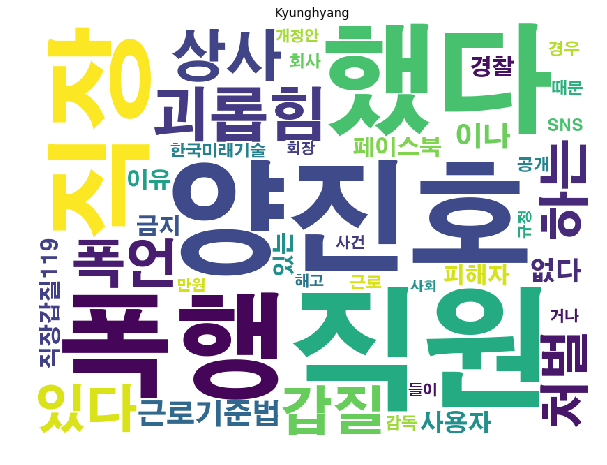 Kyunghyang
직장
상사
개정안
회사
했다
경찰
경우
때문
괴롭힘
페이스북
이나
SNS
한국미래기술
회장
공개
하는
이유
양진호
금지
규정
폭언
있는
사건
없다
직장갑질119
만원
해고
근로
사회
피해자
폭행
직원
거나
처벌
있다
근로기준법
갑질
들이
감독
사용자